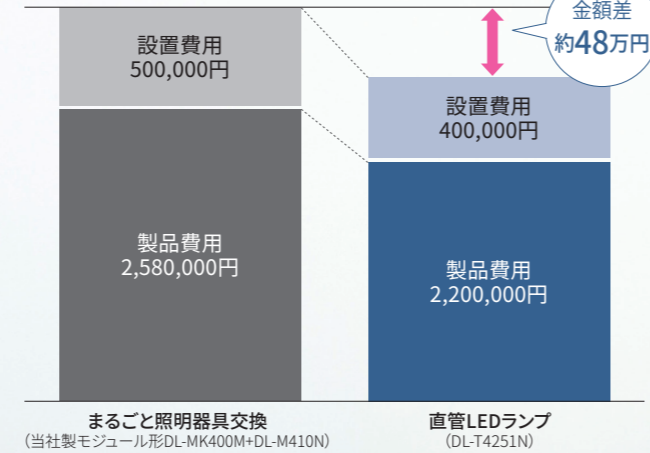 金額差
約48万円
設置費用
500,000円
設置費用
400,000円
製品費用
2,580,000円
製品費用
2,200,000円
まるごと照明器具交換
（当社製モジュール形DL-MK400M+DL-M410N）
直管LEDランプ
（DL-T4251N）